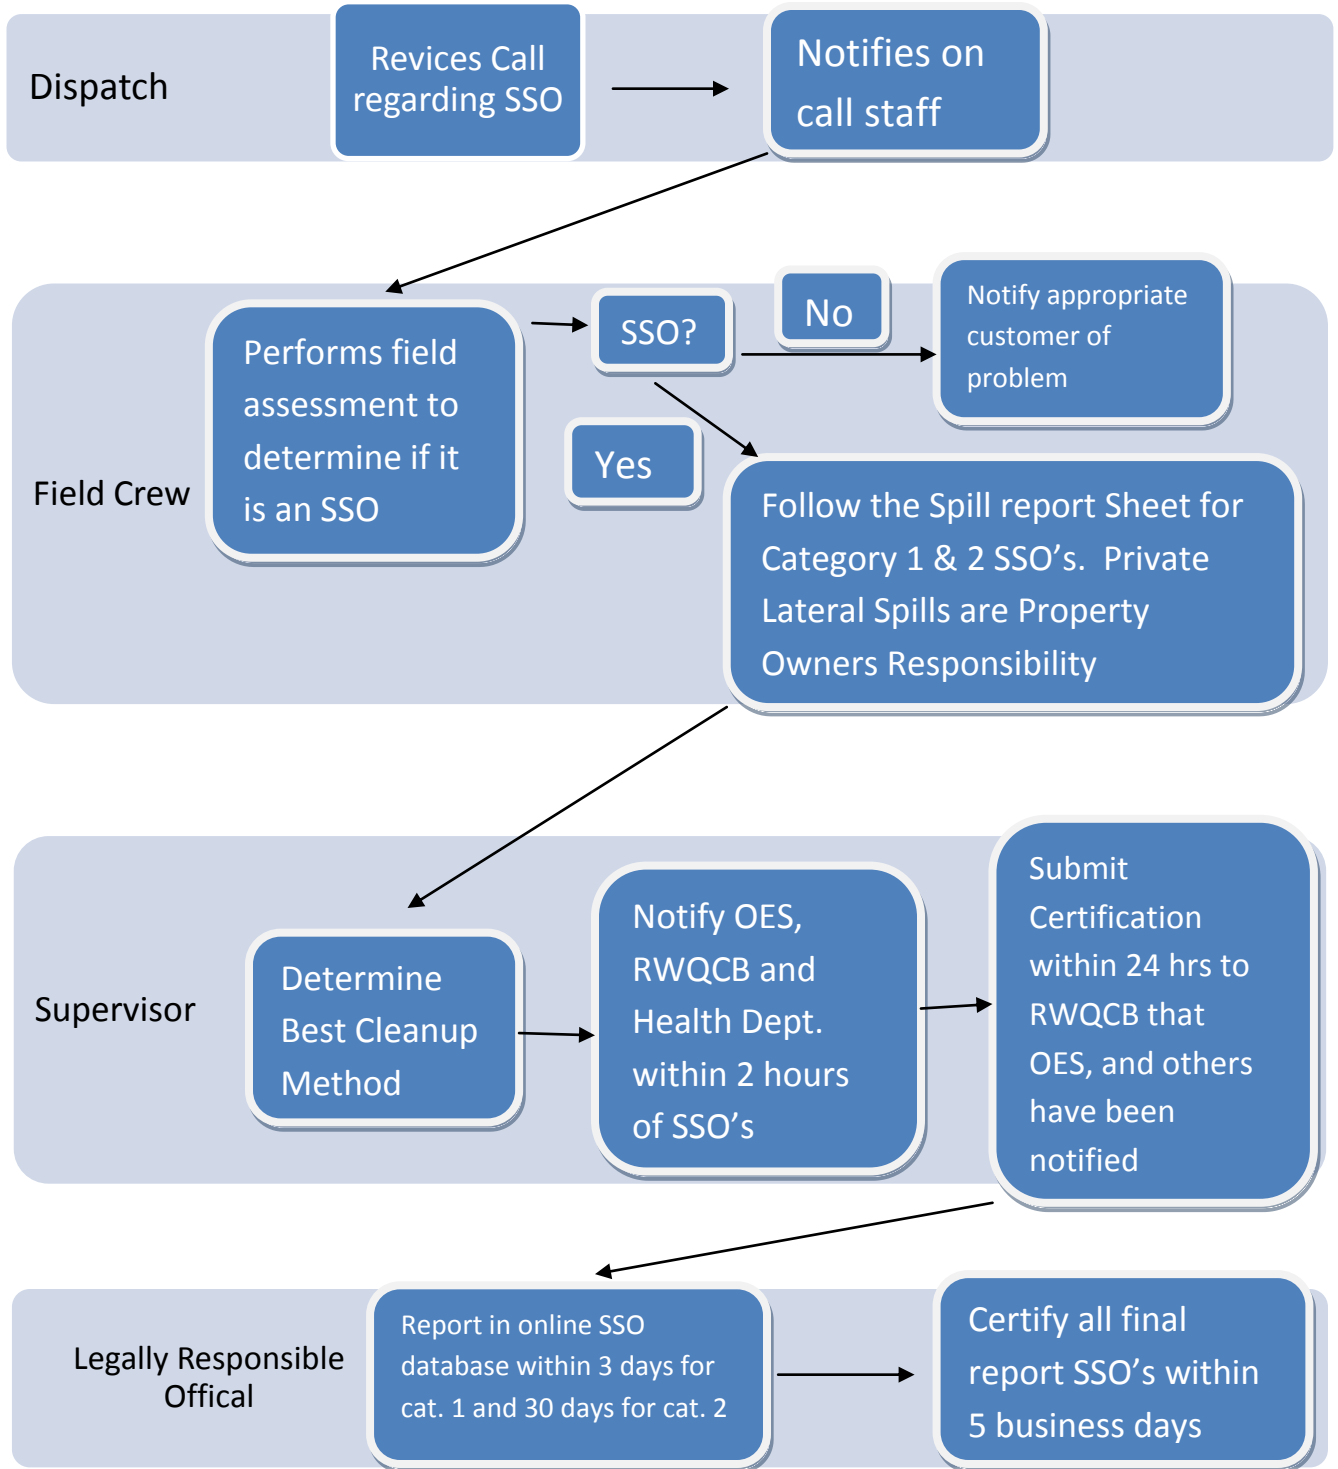 Dispatch
Revices Call
regarding SSO
Notifies on
call staff
Field Crew
Performs field
assessment to
determine if it
is an SSO
SSO?
No
Notify appropriate
customer of
problem
Yes
Follow the Spill report Sheet for
Category 1 & 2 SSO’s.  Private
Lateral Spills are Property
Owners Responsibility
Supervisor
Determine
Best Cleanup
Method
Notify OES,
RWQCB and
Health Dept.
within 2 hours
of SSO’s
Submit
Certification
within 24 hrs to
RWQCB that
OES, and others
have been
notified
Legally Responsible
Offical
Report in online SSO
database within 3 days for
cat. 1 and 30 days for cat. 2
Certify all final
report SSO’s within
5 business days